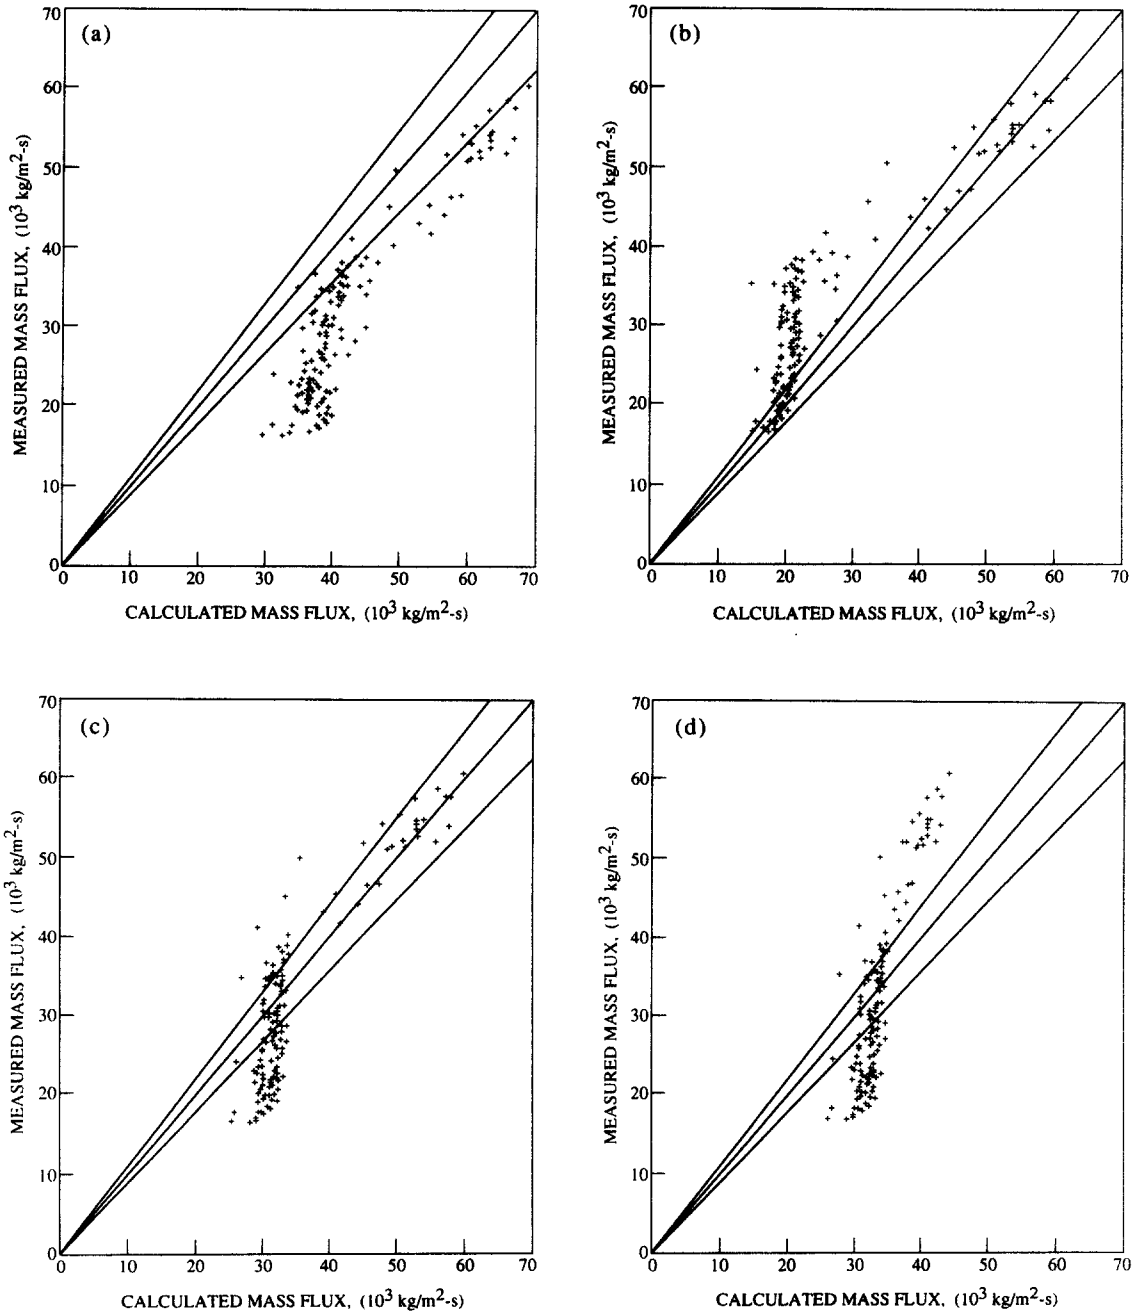 (a)
70
60
50
40
30
20
10
0
MEASURED MASS FLUX, (10³ kg/m²-s)
0 10 20 30 40 50 60 70
CALCULATED MASS FLUX, (10³ kg/m²-s)
(b)
70
60
50
40
30
20
10
0
MEASURED MASS FLUX, (10³ kg/m²-s)
0 10 20 30 40 50 60 70
CALCULATED MASS FLUX, (10³ kg/m²-s)
(c)
70
60
50
40
30
20
10
0
MEASURED MASS FLUX, (10³ kg/m²-s)
0 10 20 30 40 50 60 70
CALCULATED MASS FLUX, (10³ kg/m²-s)
(d)
70
60
50
40
30
20
10
0
MEASURED MASS FLUX, (10³ kg/m²-s)
0 10 20 30 40 50 60 70
CALCULATED MASS FLUX, (10³ kg/m²-s)